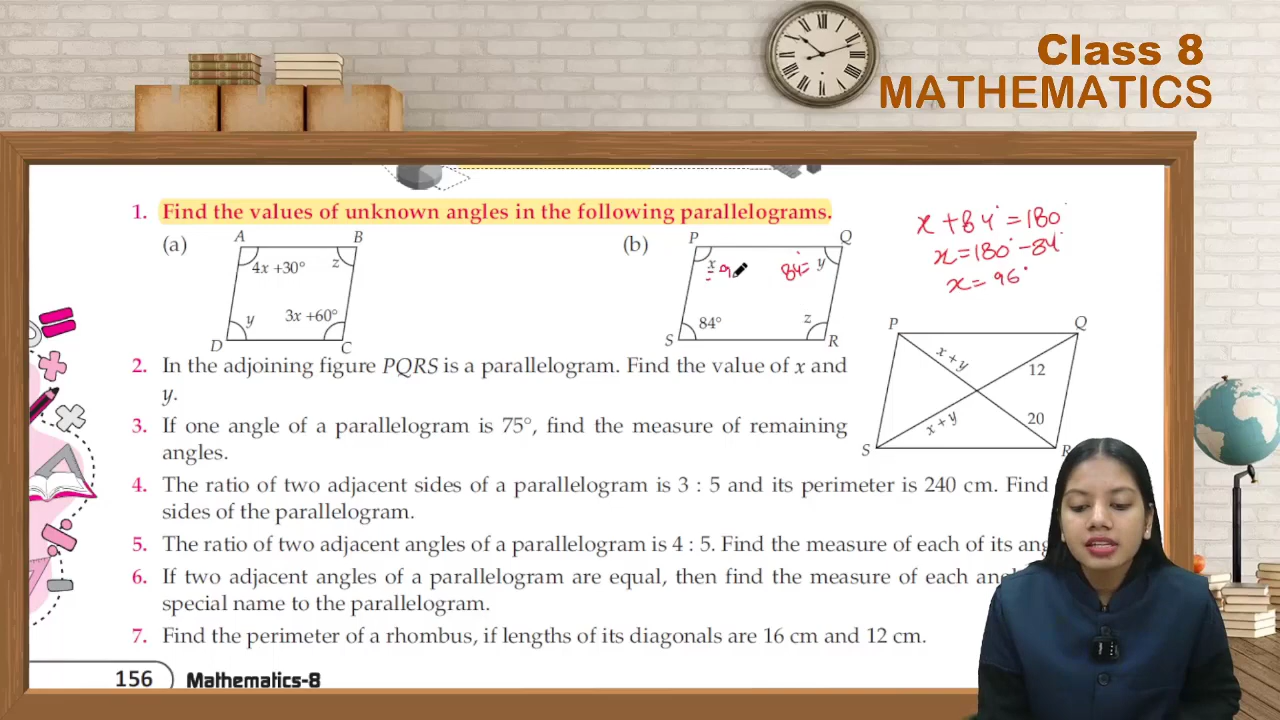 Class 8
MATHEMATICS
1. Find the values of unknown angles in the following parallelograms.
(a)
A
B
4x +30°
z
y
3x +60°
D
C
(b)
P
Q
x
= 9
84°=
y
84°
z
S
R
x + 84° = 180°
x = 180° - 84°
x = 96°
2. In the adjoining figure PQRS is a parallelogram. Find the value of x and
y.
P
Q
x + y
12
x + y
20
S
R
3. If one angle of a parallelogram is 75°, find the measure of remaining
angles.
4. The ratio of two adjacent sides of a parallelogram is 3 : 5 and its perimeter is 240 cm. Find
sides of the parallelogram.
5. The ratio of two adjacent angles of a parallelogram is 4 : 5. Find the measure of each of its ang
6. If two adjacent angles of a parallelogram are equal, then find the measure of each an
special name to the parallelogram.
7. Find the perimeter of a rhombus, if lengths of its diagonals are 16 cm and 12 cm.
156 Mathematics-8